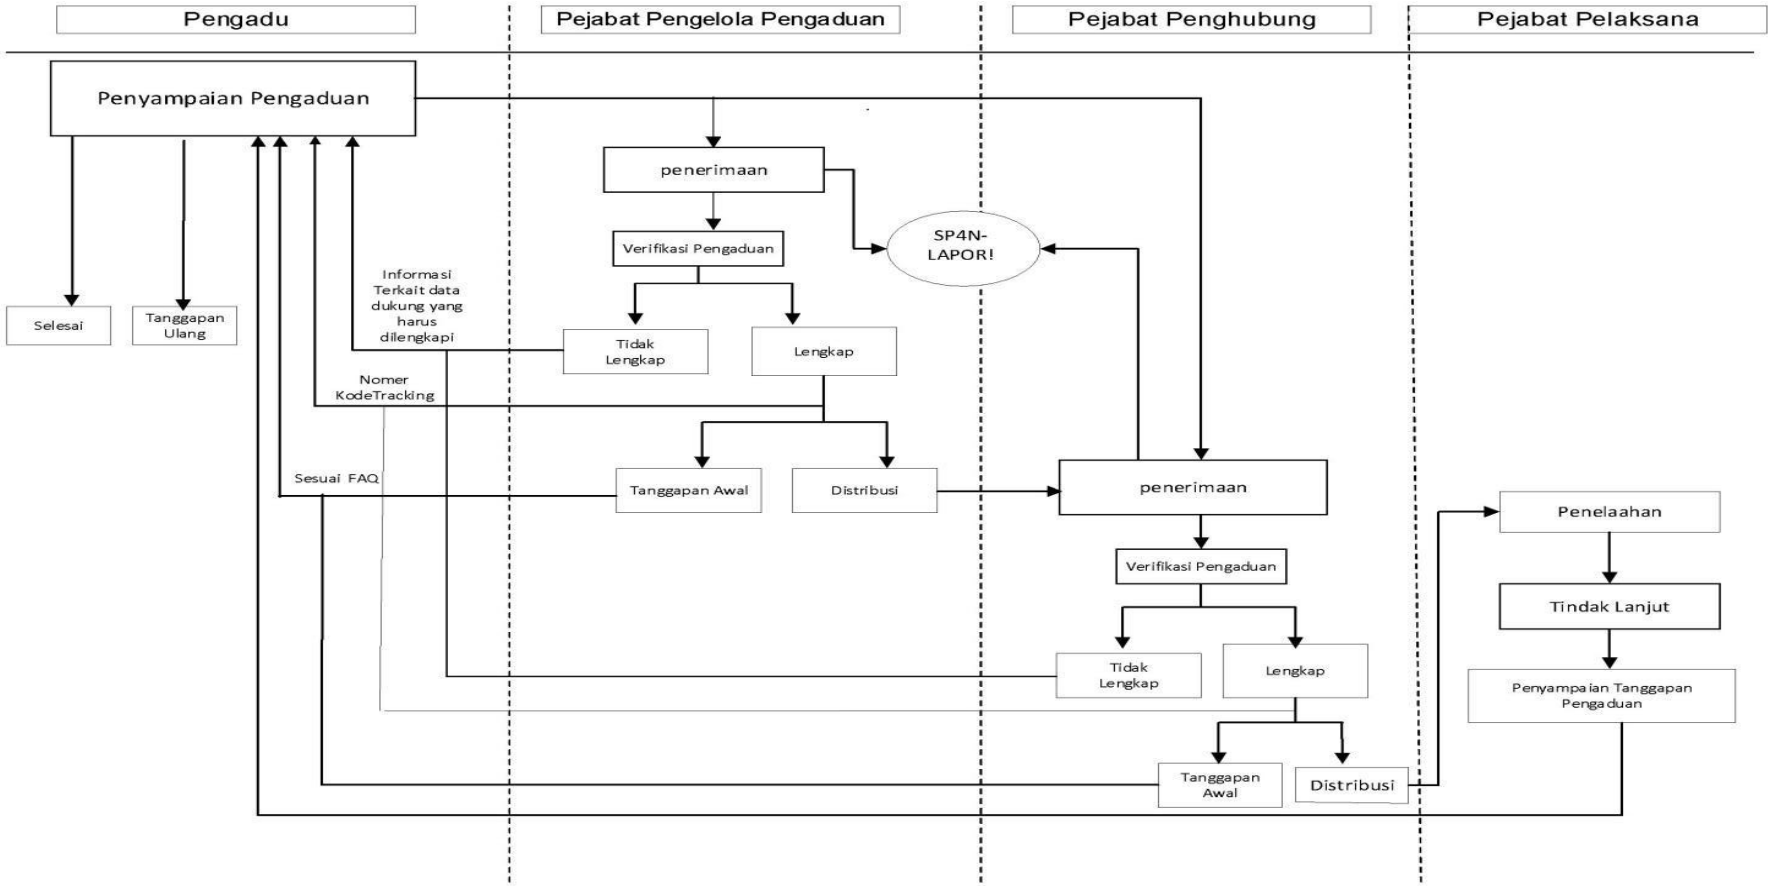 Pengadu
Pejabat Pengelola Pengaduan
Pejabat Penghubung
Pejabat Pelaksana
Penyampaian Pengaduan
penerimaan
SP4N-
LAPOR!
Verifikasi Pengaduan
Informasi
Terkait data
dukung yang
harus
dilengkapi
Selesai
Tanggapan
Ulang
Tidak
Lengkap
Lengkap
Nomer
KodeTracking
Sesuai FAQ
Tanggapan Awal
Distribusi
penerimaan
Penelaahan
Verifikasi Pengaduan
Tindak Lanjut
Tidak
Lengkap
Lengkap
Penyampaian Tanggapan
Pengaduan
Tanggapan
Awal
Distribusi